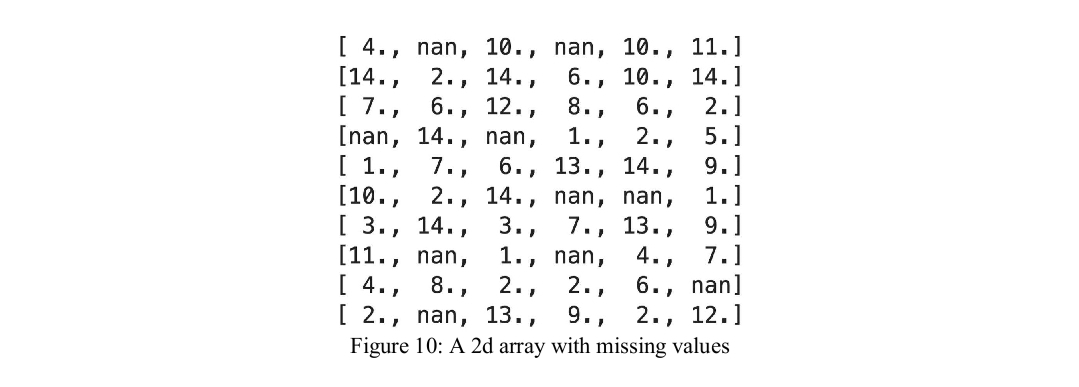 [ 4., nan, 10., nan, 10., 11.]
[14.,  2., 14.,  6., 10., 14.]
[ 7.,  6., 12.,  8.,  6.,  2.]
[nan, 14., nan,  1.,  2.,  5.]
[ 1.,  7.,  6., 13., 14.,  9.]
[10.,  2., 14., nan, nan,  1.]
[ 3., 14.,  3.,  7., 13.,  9.]
[11., nan,  1., nan,  4.,  7.]
[ 4.,  8.,  2.,  2.,  6., nan]
[ 2., nan, 13.,  9.,  2., 12.]
Figure 10: A 2d array with missing values